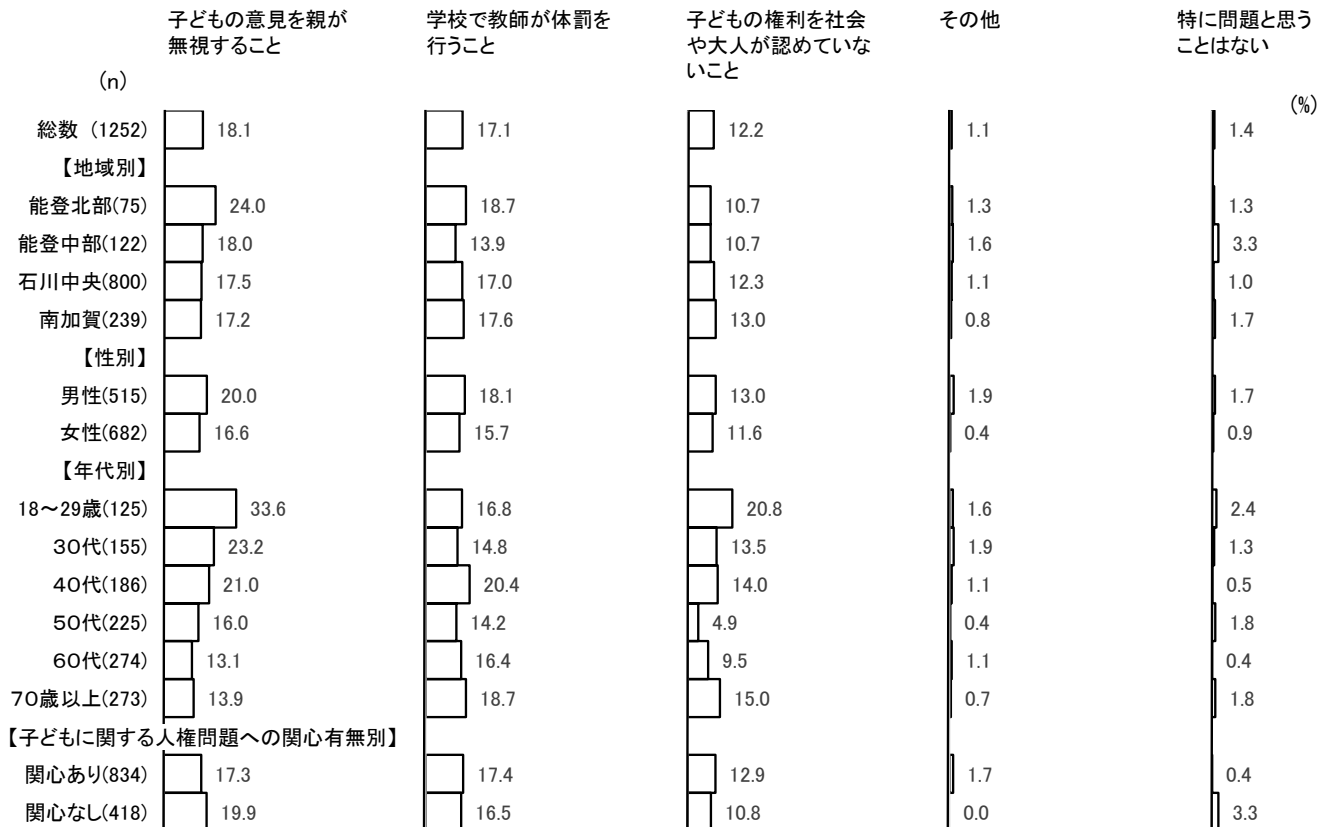 子どもの意見を親が
無視すること
学校で教師が体罰を
行うこと
子どもの権利を社会
や大人が認めていな
いこと
その他
特に問題と思う
ことはない
(n)
(%)
総数 (1252) 18.1 17.1 12.2 1.1 1.4
【地域別】
能登北部(75) 24.0 18.7 10.7 1.3 1.3
能登中部(122) 18.0 13.9 10.7 1.6 3.3
石川中央(800) 17.5 17.0 12.3 1.1 1.0
南加賀(239) 17.2 17.6 13.0 0.8 1.7
【性別】
男性(515) 20.0 18.1 13.0 1.9 1.7
女性(682) 16.6 15.7 11.6 0.4 0.9
【年代別】
18～29歳(125) 33.6 16.8 20.8 1.6 2.4
30代(155) 23.2 14.8 13.5 1.9 1.3
40代(186) 21.0 20.4 14.0 1.1 0.5
50代(225) 16.0 14.2 4.9 0.4 1.8
60代(274) 13.1 16.4 9.5 1.1 0.4
70歳以上(273) 13.9 18.7 15.0 0.7 1.8
【子どもに関する人権問題への関心有無別】
関心あり(834) 17.3 17.4 12.9 1.7 0.4
関心なし(418) 19.9 16.5 10.8 0.0 3.3